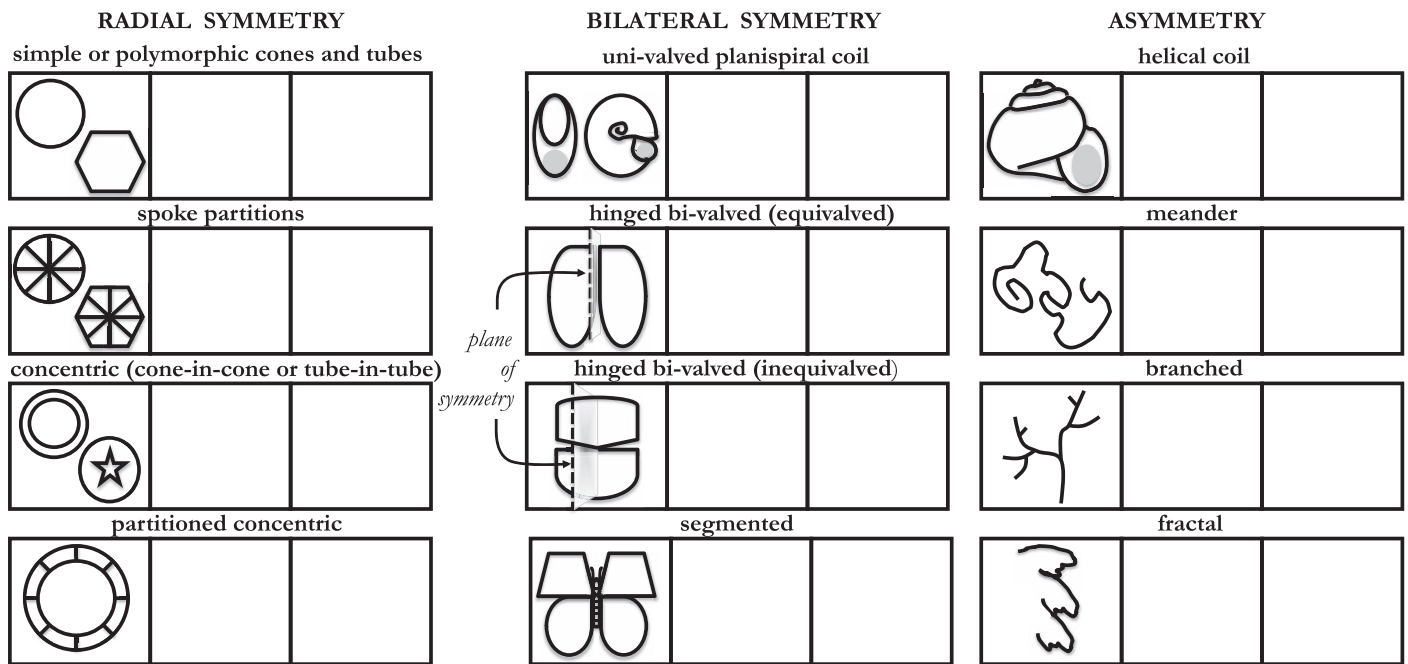 RADIAL SYMMETRY
simple or polymorphic cones and tubes
spoke partitions
concentric (cone-in-cone or tube-in-tube)
partitioned concentric
BILATERAL SYMMETRY
uni-valved planispiral coil
hinged bi-valved (equivalved)
plane
of
symmetry
hinged bi-valved (inequivalved)
segmented
ASYMMETRY
helical coil
meander
branched
fractal